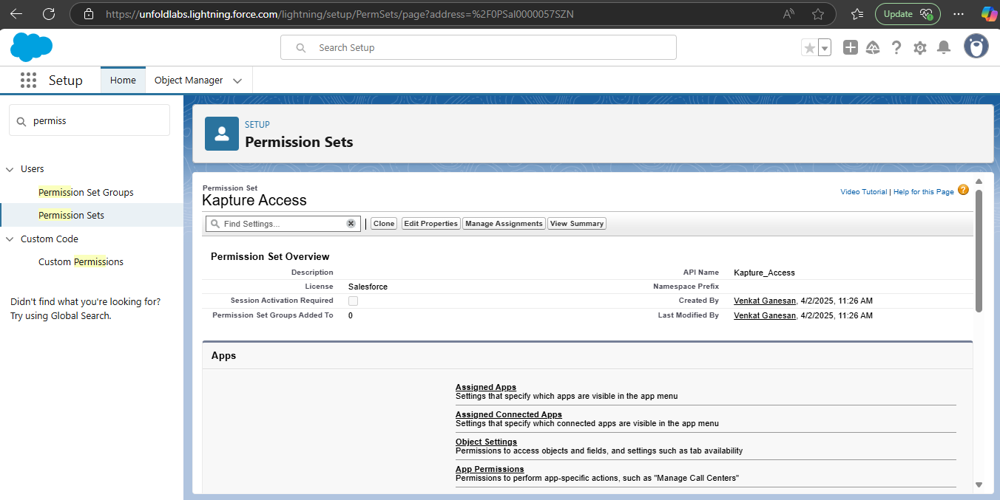 https://unfoldlabs.lightning.force.com/lightning/setup/PermSets/page?address=%2F0PSal0000057SZN
Update
Search Setup
Setup
Home
Object Manager
permiss
Users
Permission Set Groups
Permission Sets
Custom Code
Custom Permissions
Didn't find what you're looking for?
Try using Global Search.
SETUP
Permission Sets
Permission Set
Kapture Access
Video Tutorial | Help for this Page
Find Settings...
Clone
Edit Properties
Manage Assignments
View Summary
Permission Set Overview
Description
API Name Kapture_Access
License Salesforce
Namespace Prefix
Session Activation Required
Created By Venkat Ganesan, 4/2/2025, 11:26 AM
Permission Set Groups Added To 0
Last Modified By Venkat Ganesan, 4/2/2025, 11:26 AM
Apps
Assigned Apps
Settings that specify which apps are visible in the app menu
Assigned Connected Apps
Settings that specify which connected apps are visible in the app menu
Object Settings
Permissions to access objects and fields, and settings such as tab availability
App Permissions
Permissions to perform app-specific actions, such as "Manage Call Centers"